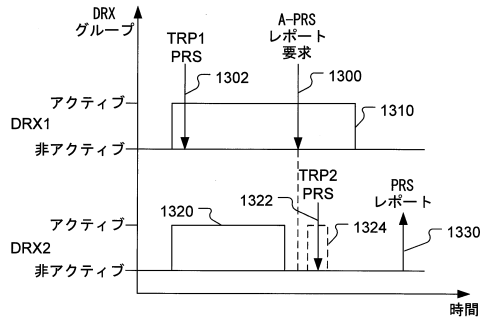 DRX
グループ
A-PRS
レポート
要求
TRP1
PRS
1302
1300
アクティブ
1310
DRX1
非アクティブ
TRP2
PRS
1322
PRS
レポート
1320
1324
アクティブ
1330
DRX2
非アクティブ
時間